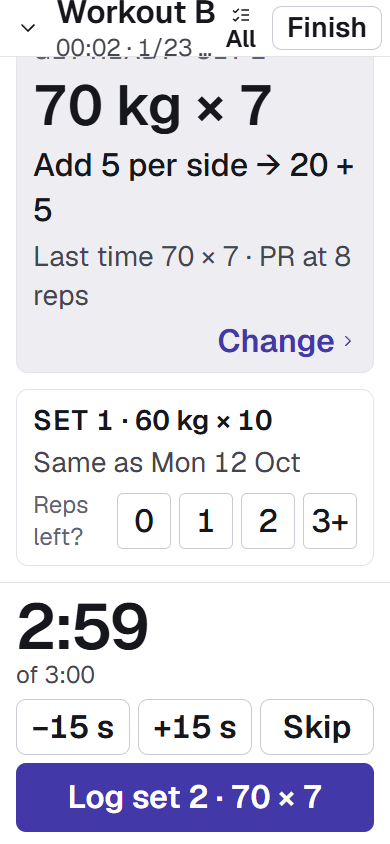 Workout B
00:02 · 1/23 …
All
Finish
70 kg × 7
Add 5 per side → 20 +
5
Last time 70 × 7 · PR at 8
reps
Change
SET 1 · 60 kg × 10
Same as Mon 12 Oct
Reps
left?
0
1
2
3+
2:59
of 3:00
−15 s
+15 s
Skip
Log set 2 · 70 × 7